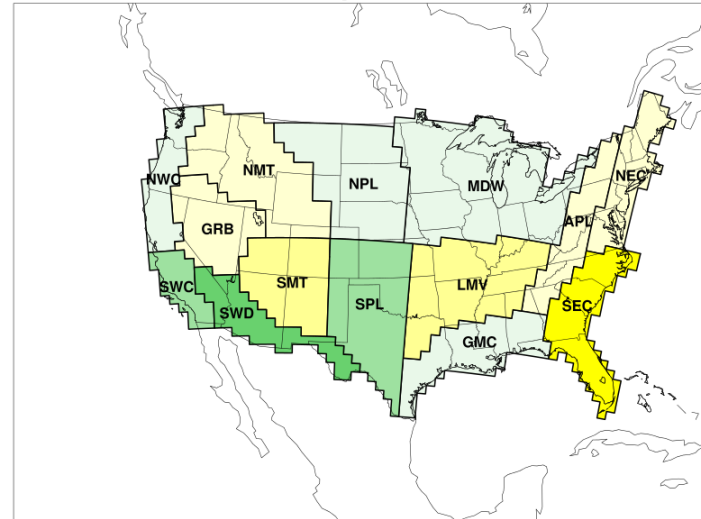 NWC
NMT
NPL
MDW
NEC
GRB
APL
SWC
SMT
LMV
SWD
SPL
SEC
GMC